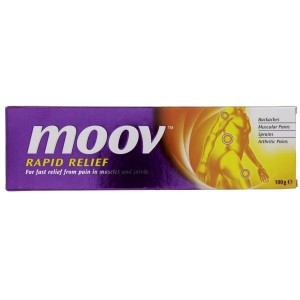 moov™
RAPID RELIEF
For fast relief from pain in muscles and joints
Backaches
Muscular Pains
Sprains
Arthritic Pains
100g e